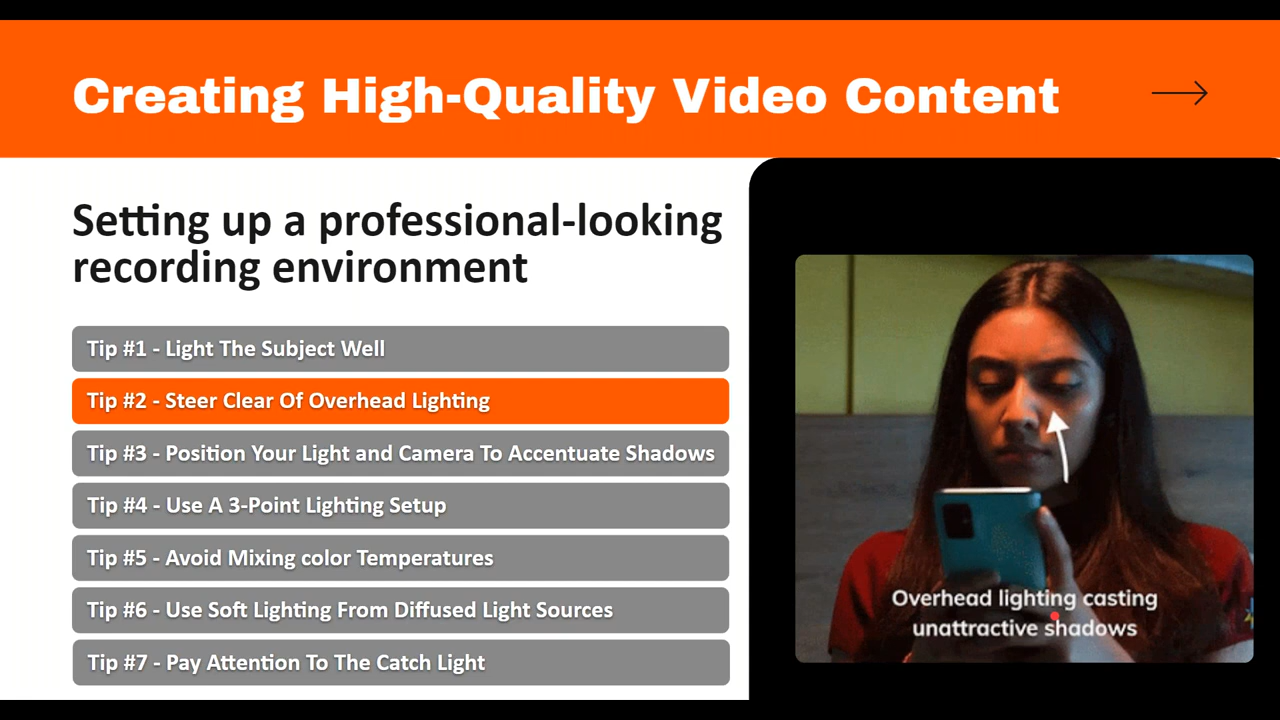 Creating High-Quality Video Content
Setting up a professional-looking
recording environment
Tip #1 - Light The Subject Well
Tip #2 - Steer Clear Of Overhead Lighting
Tip #3 - Position Your Light and Camera To Accentuate Shadows
Tip #4 - Use A 3-Point Lighting Setup
Tip #5 - Avoid Mixing color Temperatures
Tip #6 - Use Soft Lighting From Diffused Light Sources
Tip #7 - Pay Attention To The Catch Light
Overhead lighting casting
unattractive shadows